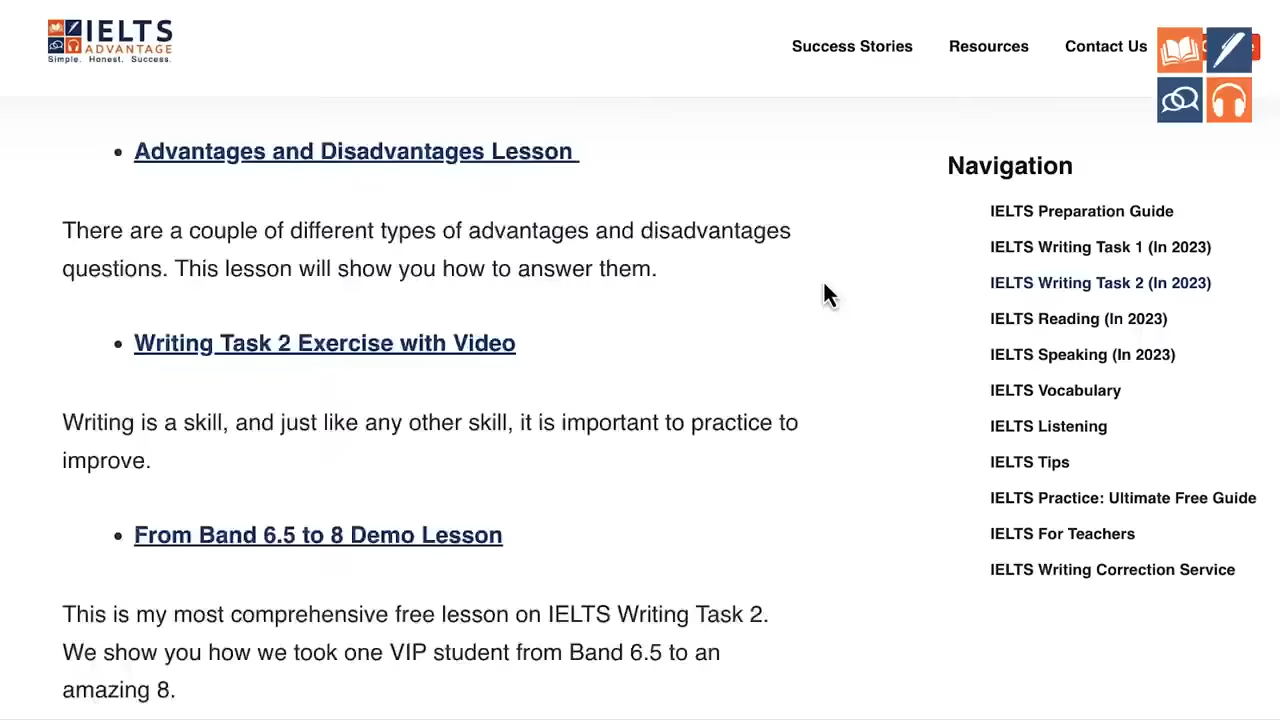 IELTS
ADVANTAGE
Simple. Honest. Success.
Success Stories
Resources
Contact Us
Advantages and Disadvantages Lesson
There are a couple of different types of advantages and disadvantages
questions. This lesson will show you how to answer them.
Writing Task 2 Exercise with Video
Writing is a skill, and just like any other skill, it is important to practice to
improve.
From Band 6.5 to 8 Demo Lesson
This is my most comprehensive free lesson on IELTS Writing Task 2.
We show you how we took one VIP student from Band 6.5 to an
amazing 8.
Navigation
IELTS Preparation Guide
IELTS Writing Task 1 (In 2023)
IELTS Writing Task 2 (In 2023)
IELTS Reading (In 2023)
IELTS Speaking (In 2023)
IELTS Vocabulary
IELTS Listening
IELTS Tips
IELTS Practice: Ultimate Free Guide
IELTS For Teachers
IELTS Writing Correction Service